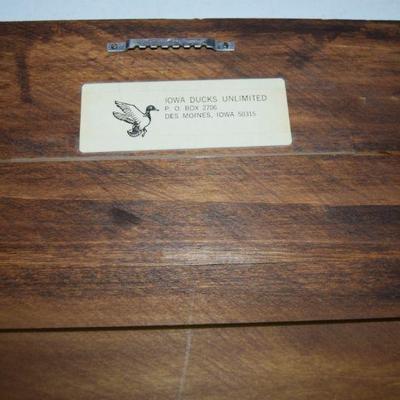 IOWA DUCKS UNLIMITED
P. O. BOX 2706
DES MOINES, IOWA 50315